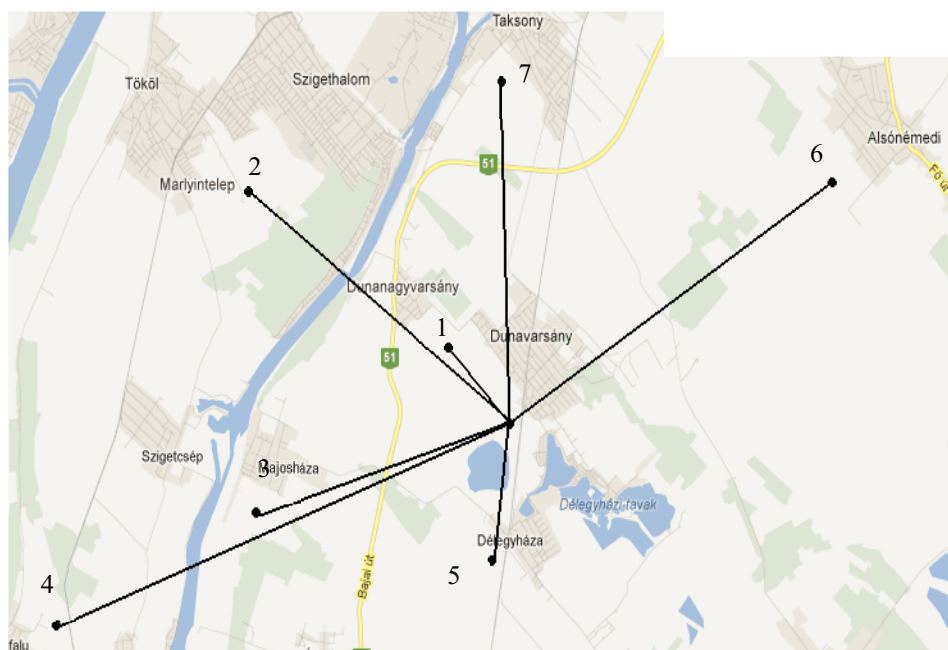 Taksony
7
Tököl
Szigethalom
Alsónémedi
6
51
2
Marlyintelep
Fő út
Dunanagyvarsány
1
Dunavarsány
51
Szigetcsép
3
Majosháza
Délegyházi-tavak
Délegyháza
5
Bajai út
4
falu